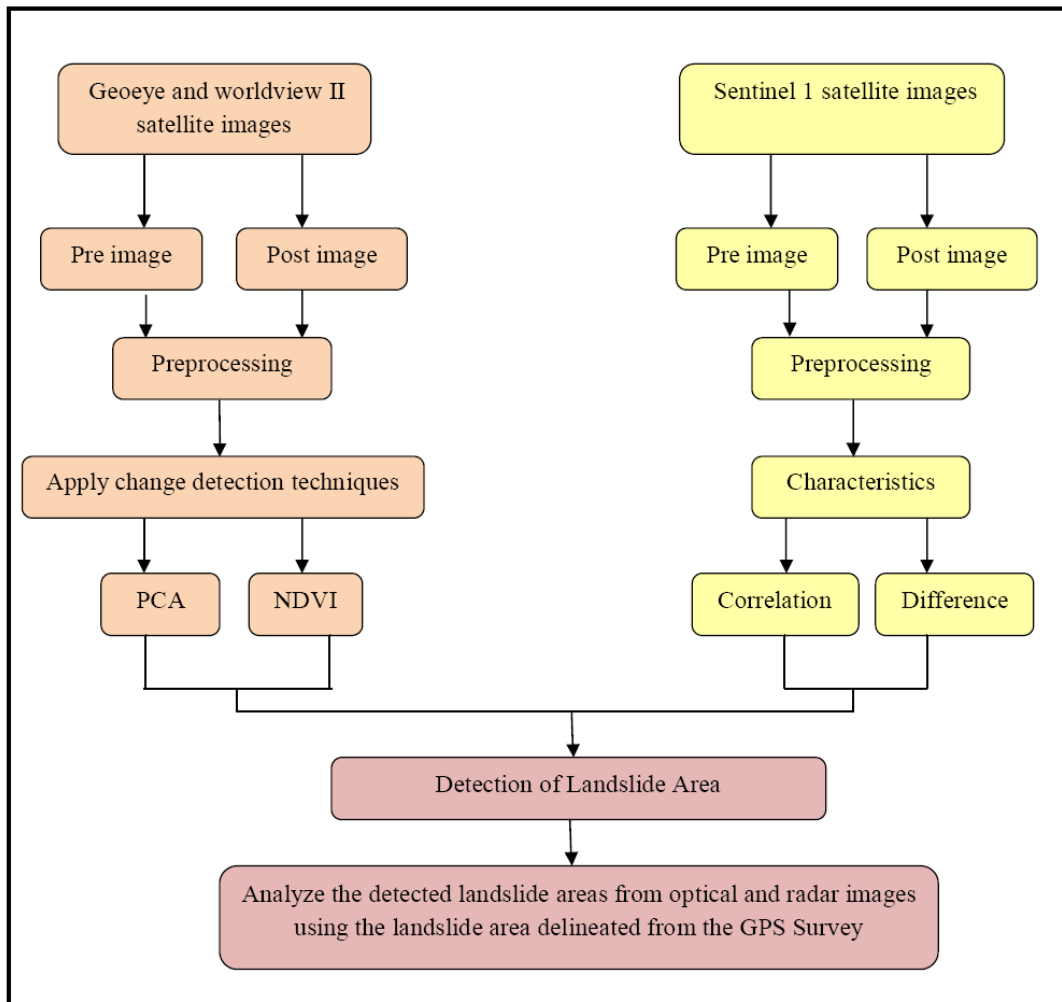 Geoeye and worldview II
satellite images
Sentinel 1 satellite images
Pre image
Post image
Pre image
Post image
Preprocessing
Preprocessing
Apply change detection techniques
Characteristics
PCA
NDVI
Correlation
Difference
Detection of Landslide Area
Analyze the detected landslide areas from optical and radar images
using the landslide area delineated from the GPS Survey